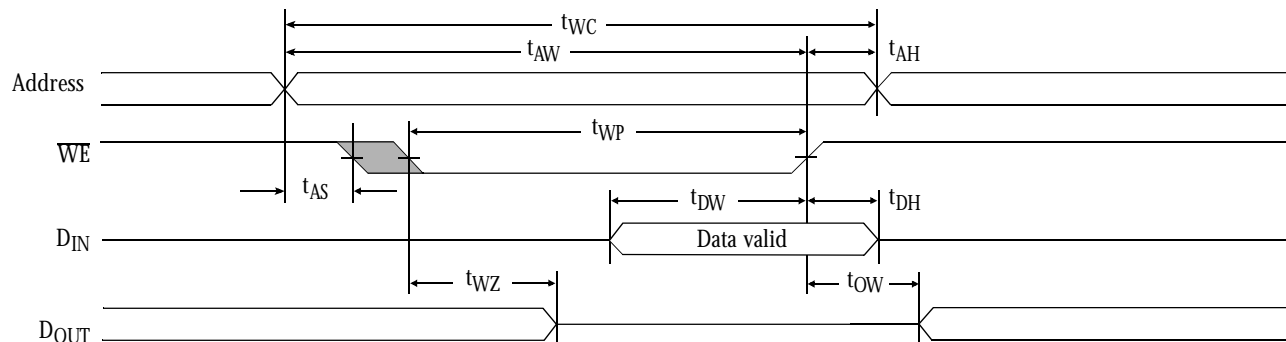 tWC
tAW
tAH
Address
tWP
WE
tAS
tDW
tDH
DIN
Data valid
tWZ
tOW
DOUT